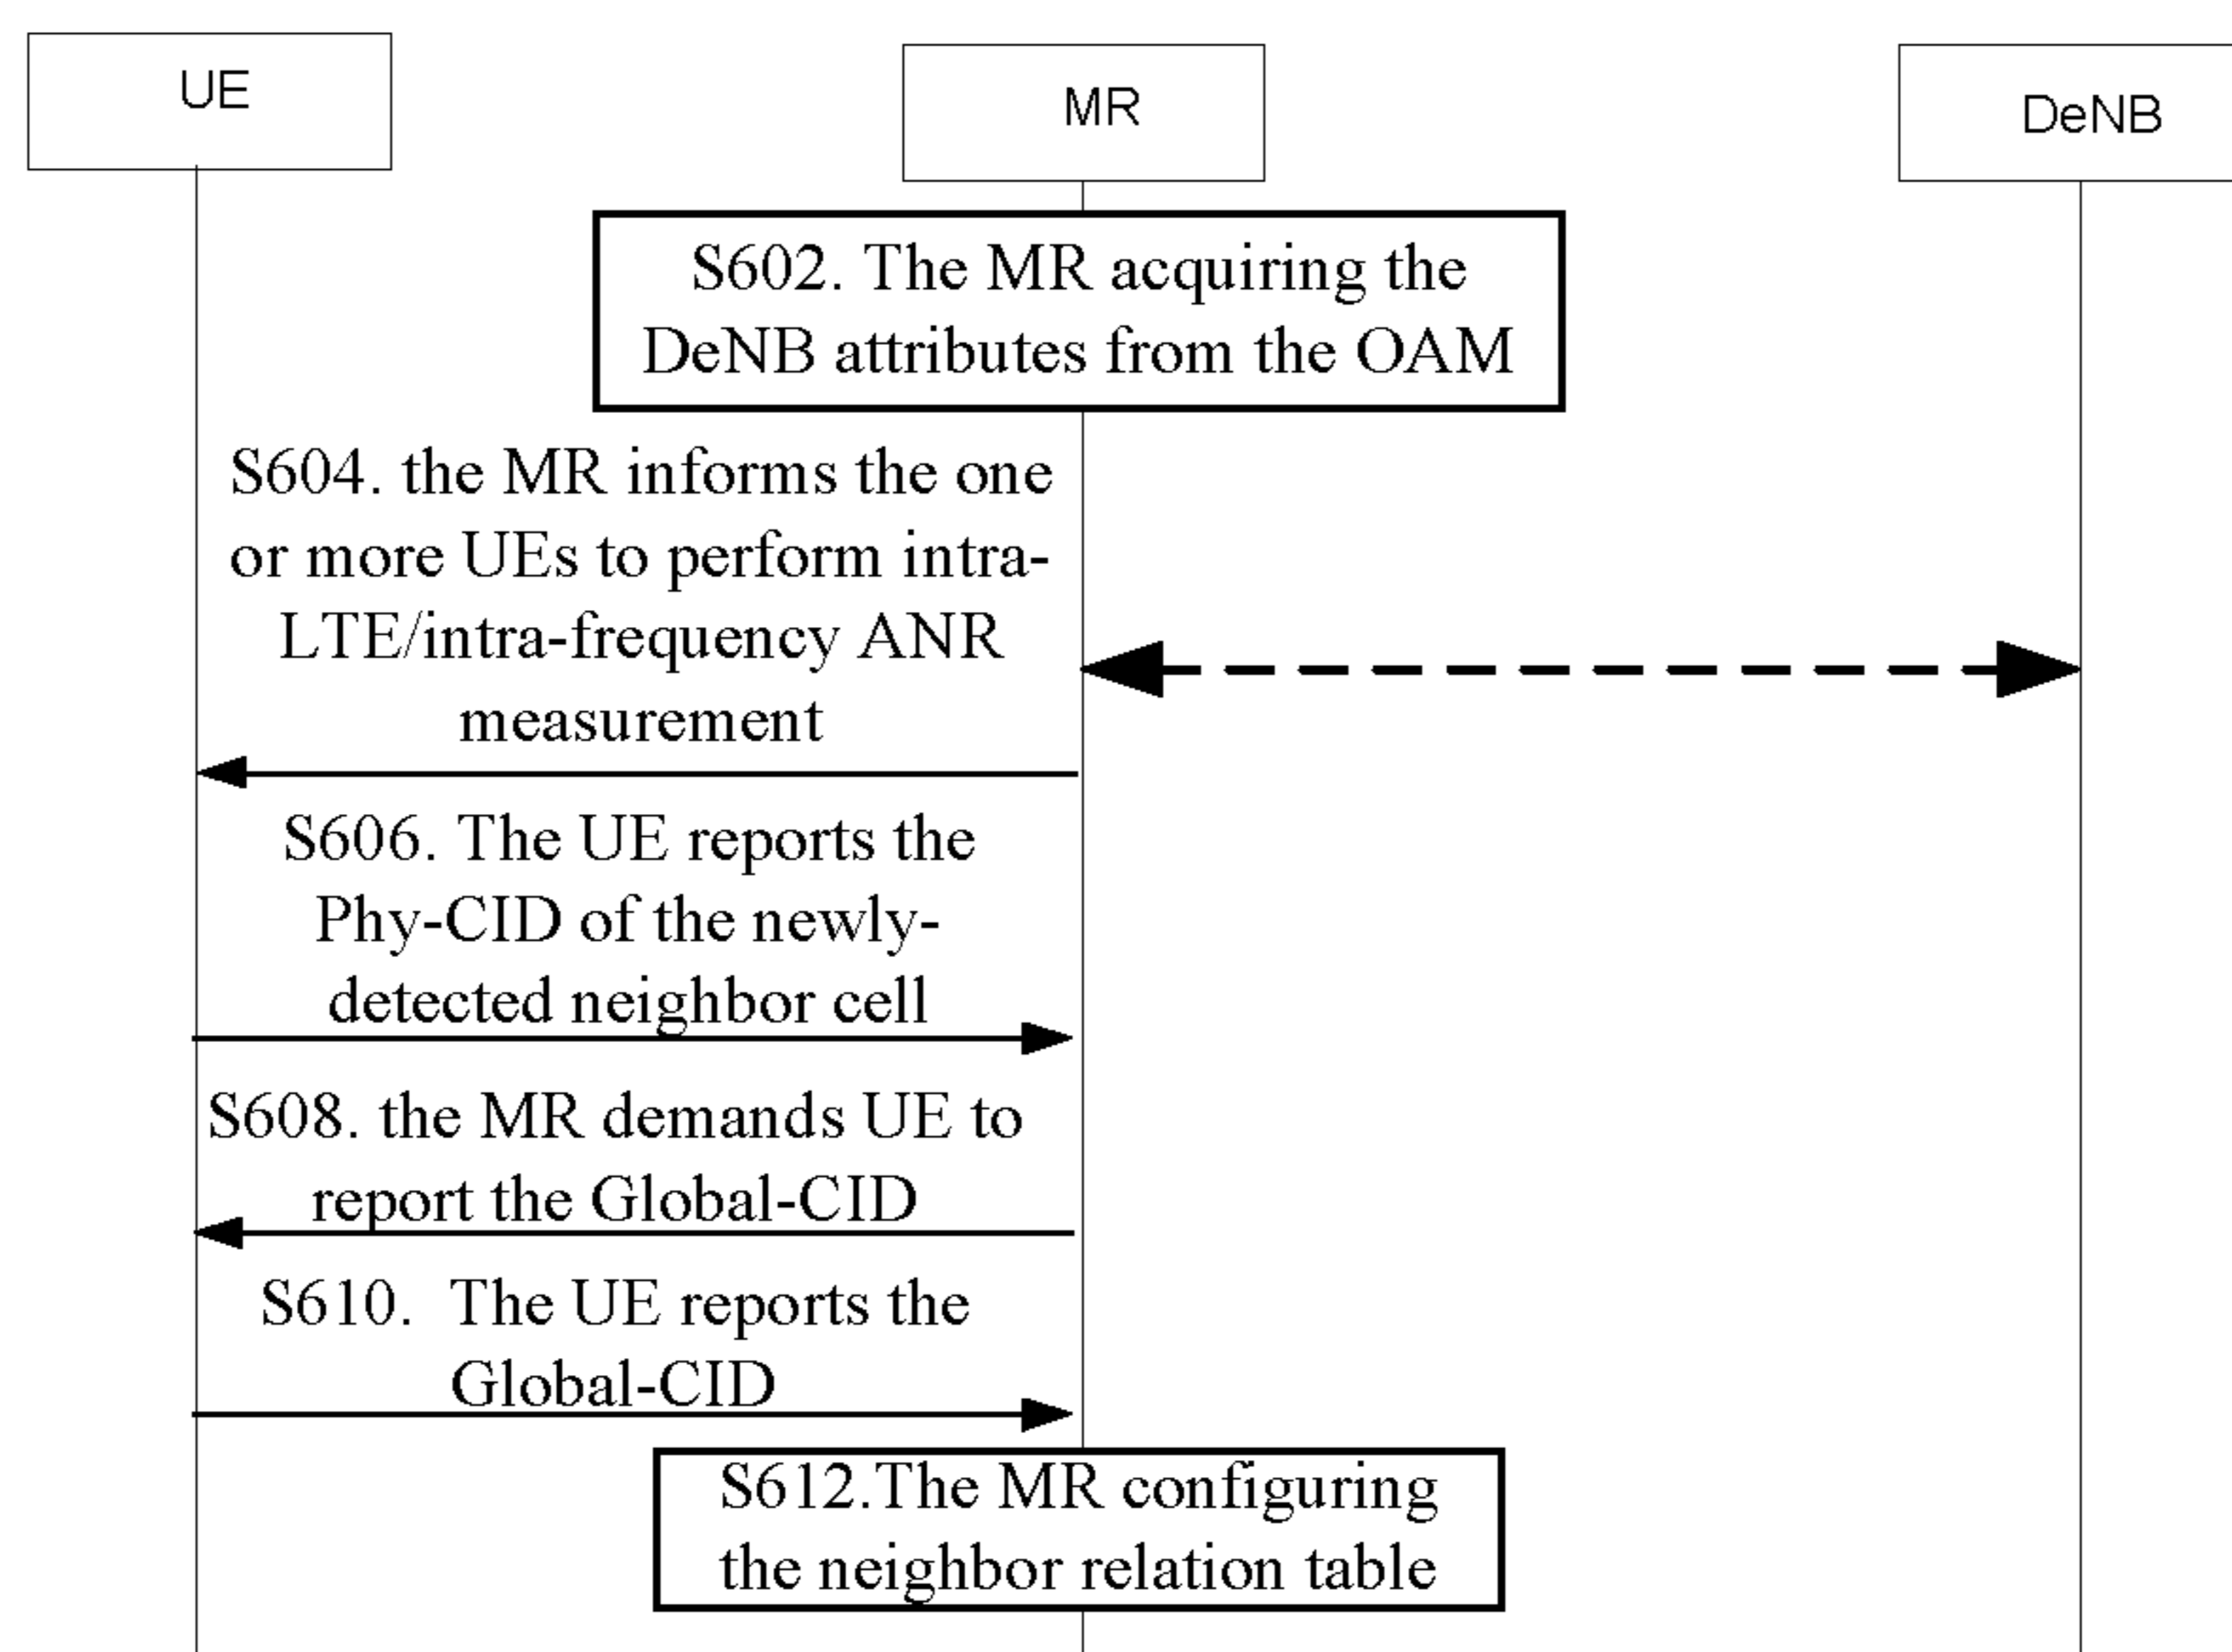 UE
MR
DeNB
S602. The MR acquiring the
DeNB attributes from the OAM
S604. the MR informs the one
or more UEs to perform intra-
LTE/intra-frequency ANR
measurement
S606. The UE reports the
Phy-CID of the newly-
detected neighbor cell
S608. the MR demands UE to
report the Global-CID
S610. The UE reports the
Global-CID
S612.The MR configuring
the neighbor relation table